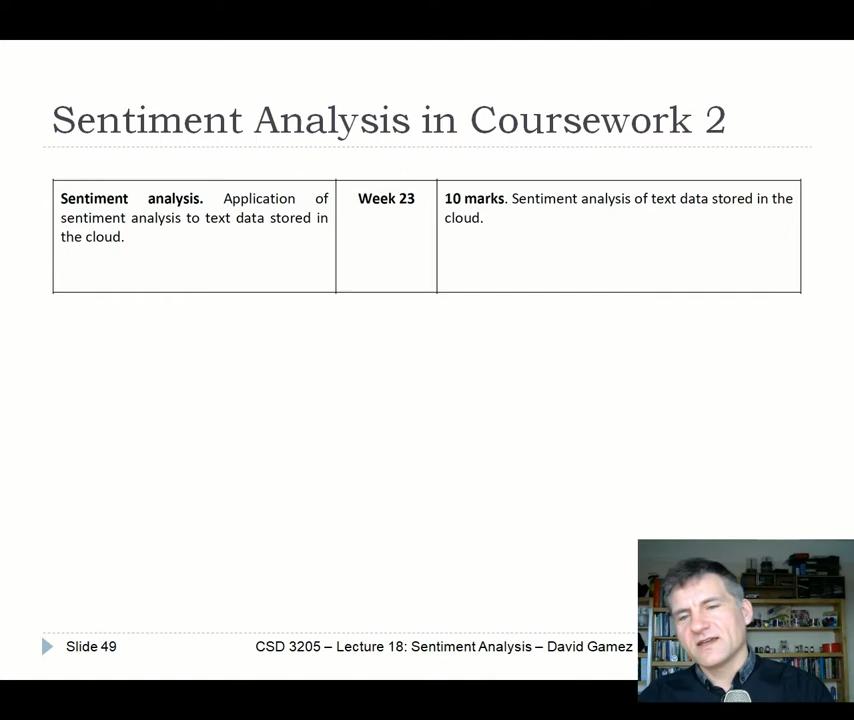 Sentiment Analysis in Coursework 2
Sentiment analysis. Application of
sentiment analysis to text data stored in
the cloud.
Week 23
10 marks. Sentiment analysis of text data stored in the
cloud.
Slide 49
CSD 3205 – Lecture 18: Sentiment Analysis – David Gamez